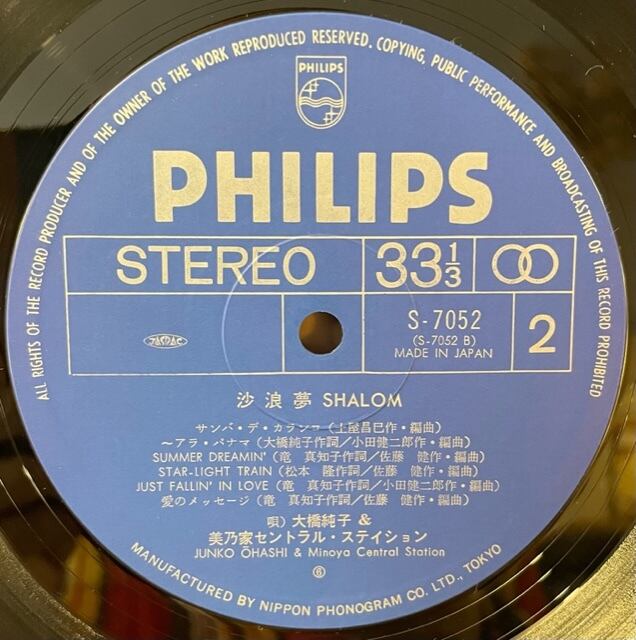 ALL RIGHTS OF THE RECORD PRODUCER AND OF THE OWNER OF THE WORK REPRODUCED RESERVED. COPYING, PUBLIC PERFORMANCE AND BROADCASTING OF THIS RECORD PROHIBITED
PHILIPS
PHILIPS
STEREO 33 1/3
JASRAC
S-7052
(S-7052 B)
MADE IN JAPAN
2
沙浪夢 SHALOM
サンバ・デ・カランコ(土屋昌巳作・編曲)
〜アラ・パナマ(大橋純子作詞/小田健二郎作・編曲)
SUMMER DREAMIN'(竜 真知子作詞/佐藤 健作・編曲)
STAR-LIGHT TRAIN(松本 隆作詞/佐藤 健作・編曲)
JUST FALLIN' IN LOVE(竜 真知子作詞/小田健二郎作・編曲)
愛のメッセージ(竜 真知子作詞/佐藤 健作・編曲)
唄)大橋純子 &
美乃家セントラル・ステイション
JUNKO ŌHASHI & Minoya Central Station
⑥
MANUFACTURED BY NIPPON PHONOGRAM CO. LTD., TOKYO